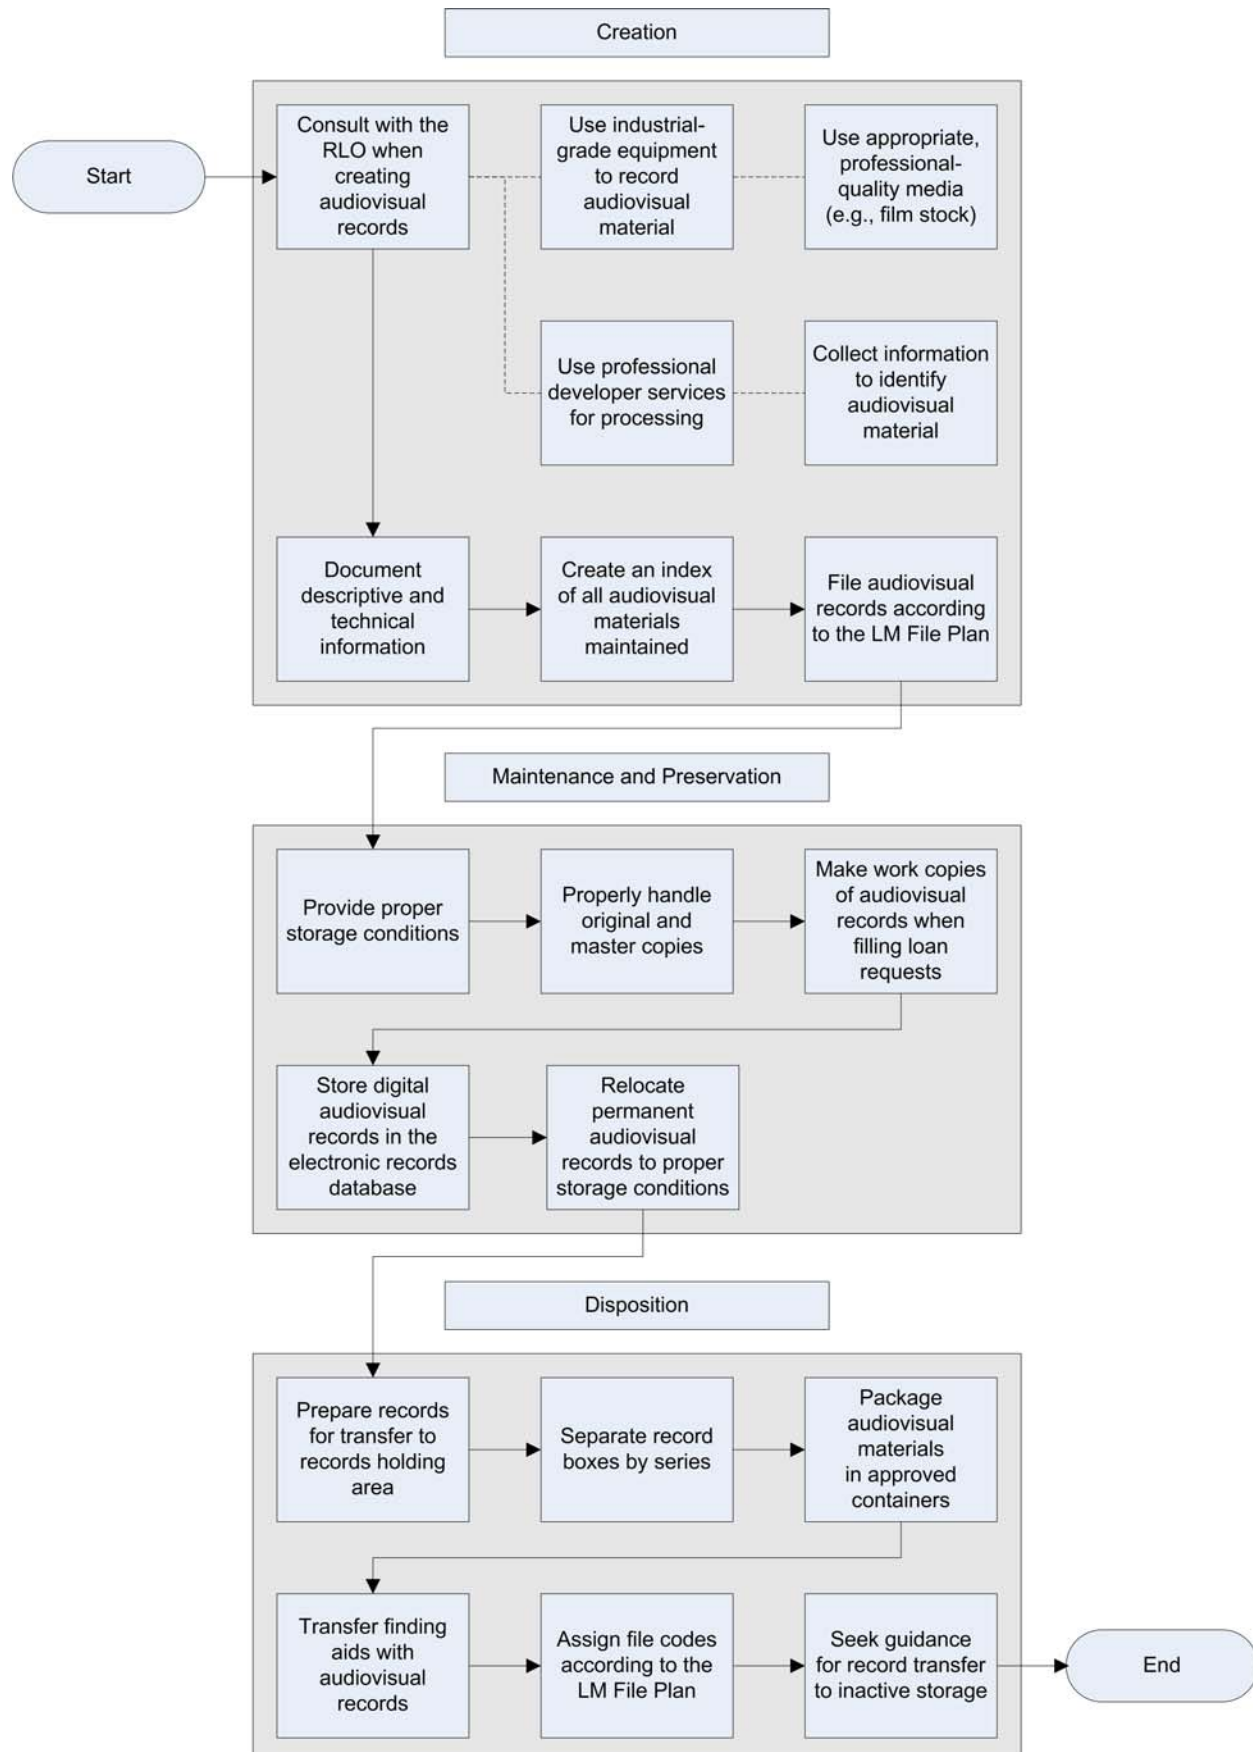 Creation
Start
Consult with the
RLO when
creating
audiovisual
records
Use industrial-
grade equipment
to record
audiovisual
material
Use appropriate,
professional-
quality media
(e.g., film stock)
Use professional
developer services
for processing
Collect information
to identify
audiovisual
material
Document
descriptive and
technical
information
Create an index
of all audiovisual
materials
maintained
File audiovisual
records according
to the LM File Plan
Maintenance and Preservation
Provide proper
storage conditions
Properly handle
original and
master copies
Make work copies
of audiovisual
records when
filling loan
requests
Store digital
audiovisual
records in the
electronic records
database
Relocate
permanent
audiovisual
records to proper
storage conditions
Disposition
Prepare records
for transfer to
records holding
area
Separate record
boxes by series
Package
audiovisual
materials
in approved
containers
Transfer finding
aids with
audiovisual
records
Assign file codes
according to the
LM File Plan
Seek guidance
for record transfer
to inactive storage
End